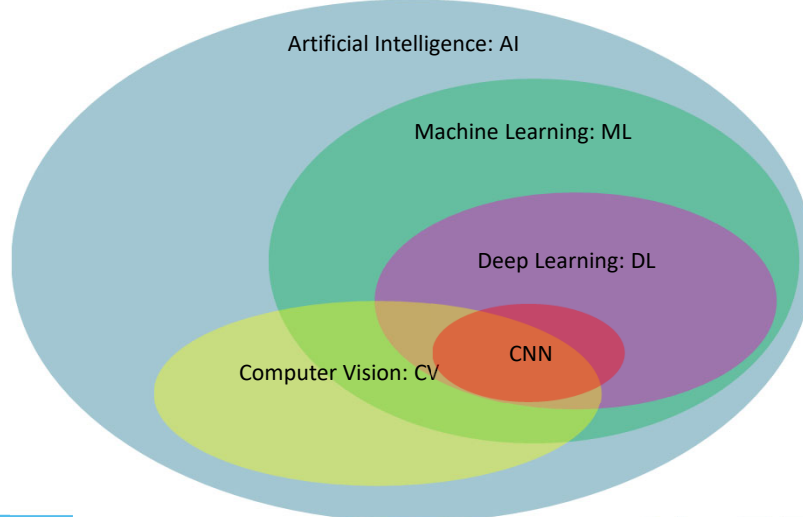 Artificial Intelligence: AI
Machine Learning: ML
Deep Learning: DL
CNN
Computer Vision: CV